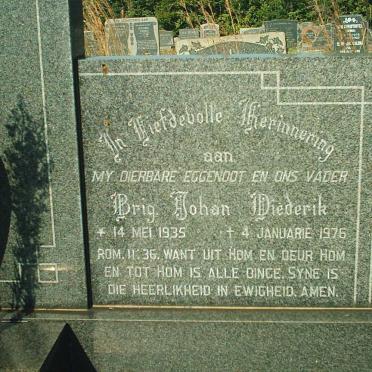 In Liefdevolle Herinnering
aan
MY DIERBARE EGGENOOT EN ONS VADER
Brig. Johan Diederik
* 14 MEI 1935 + 4 JANUARIE 1976
ROM. 11:36. WANT UIT HOM EN DEUR HOM
EN TOT HOM IS ALLE DINGE. SYNE IS
DIE HEERLIKHEID IN EWIGHEID. AMEN.